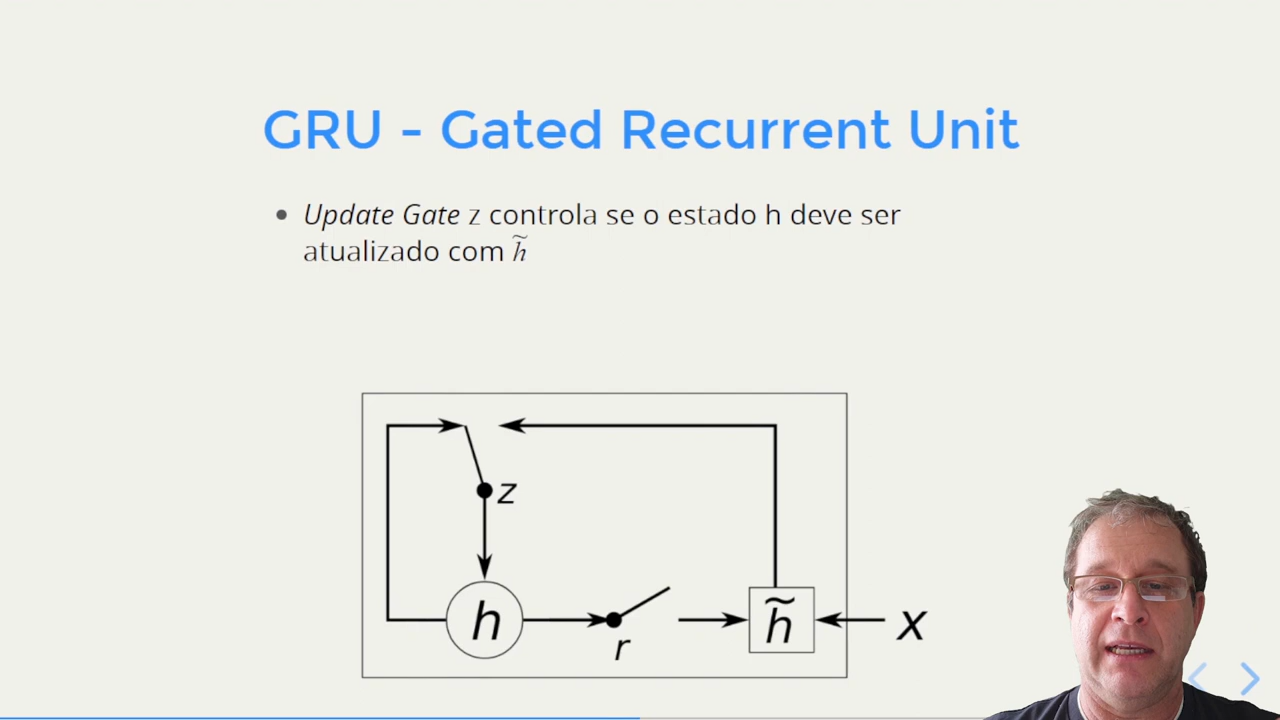 GRU - Gated Recurrent Unit
Update Gate z controla se o estado h deve ser
atualizado com h̃
z
h
r
h̃
x